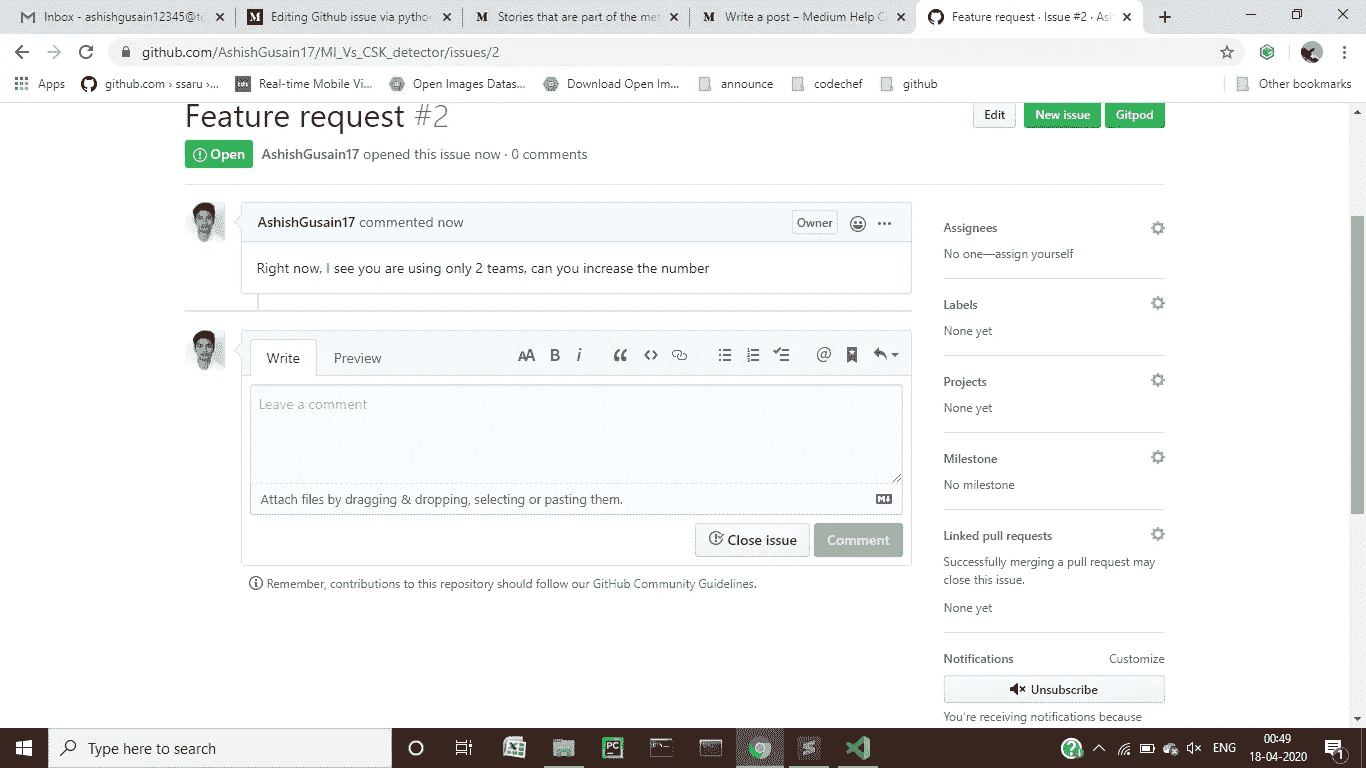 Inbox - ashishgusain12345@t
Editing Github issue via pytho
Stories that are part of the me
Write a post – Medium Help C
Feature request · Issue #2 · As
github.com/AshishGusain17/MI_Vs_CSK_detector/issues/2
Apps github.com › ssaru ›... Real-time Mobile Vi... Open Images Datas... Download Open Im... announce codechef github Other bookmarks
Feature request #2
Edit New issue Gitpod
Open AshishGusain17 opened this issue now · 0 comments
AshishGusain17 commented now Owner
Right now, I see you are using only 2 teams, can you increase the number
Write Preview AA B i
Leave a comment
Attach files by dragging & dropping, selecting or pasting them.
Close issue Comment
Remember, contributions to this repository should follow our GitHub Community Guidelines.
Assignees
No one—assign yourself
Labels
None yet
Projects
None yet
Milestone
No milestone
Linked pull requests
Successfully merging a pull request may
close this issue.
None yet
Notifications Customize
Unsubscribe
You're receiving notifications because
Type here to search
ENG
00:49
18-04-2020
1